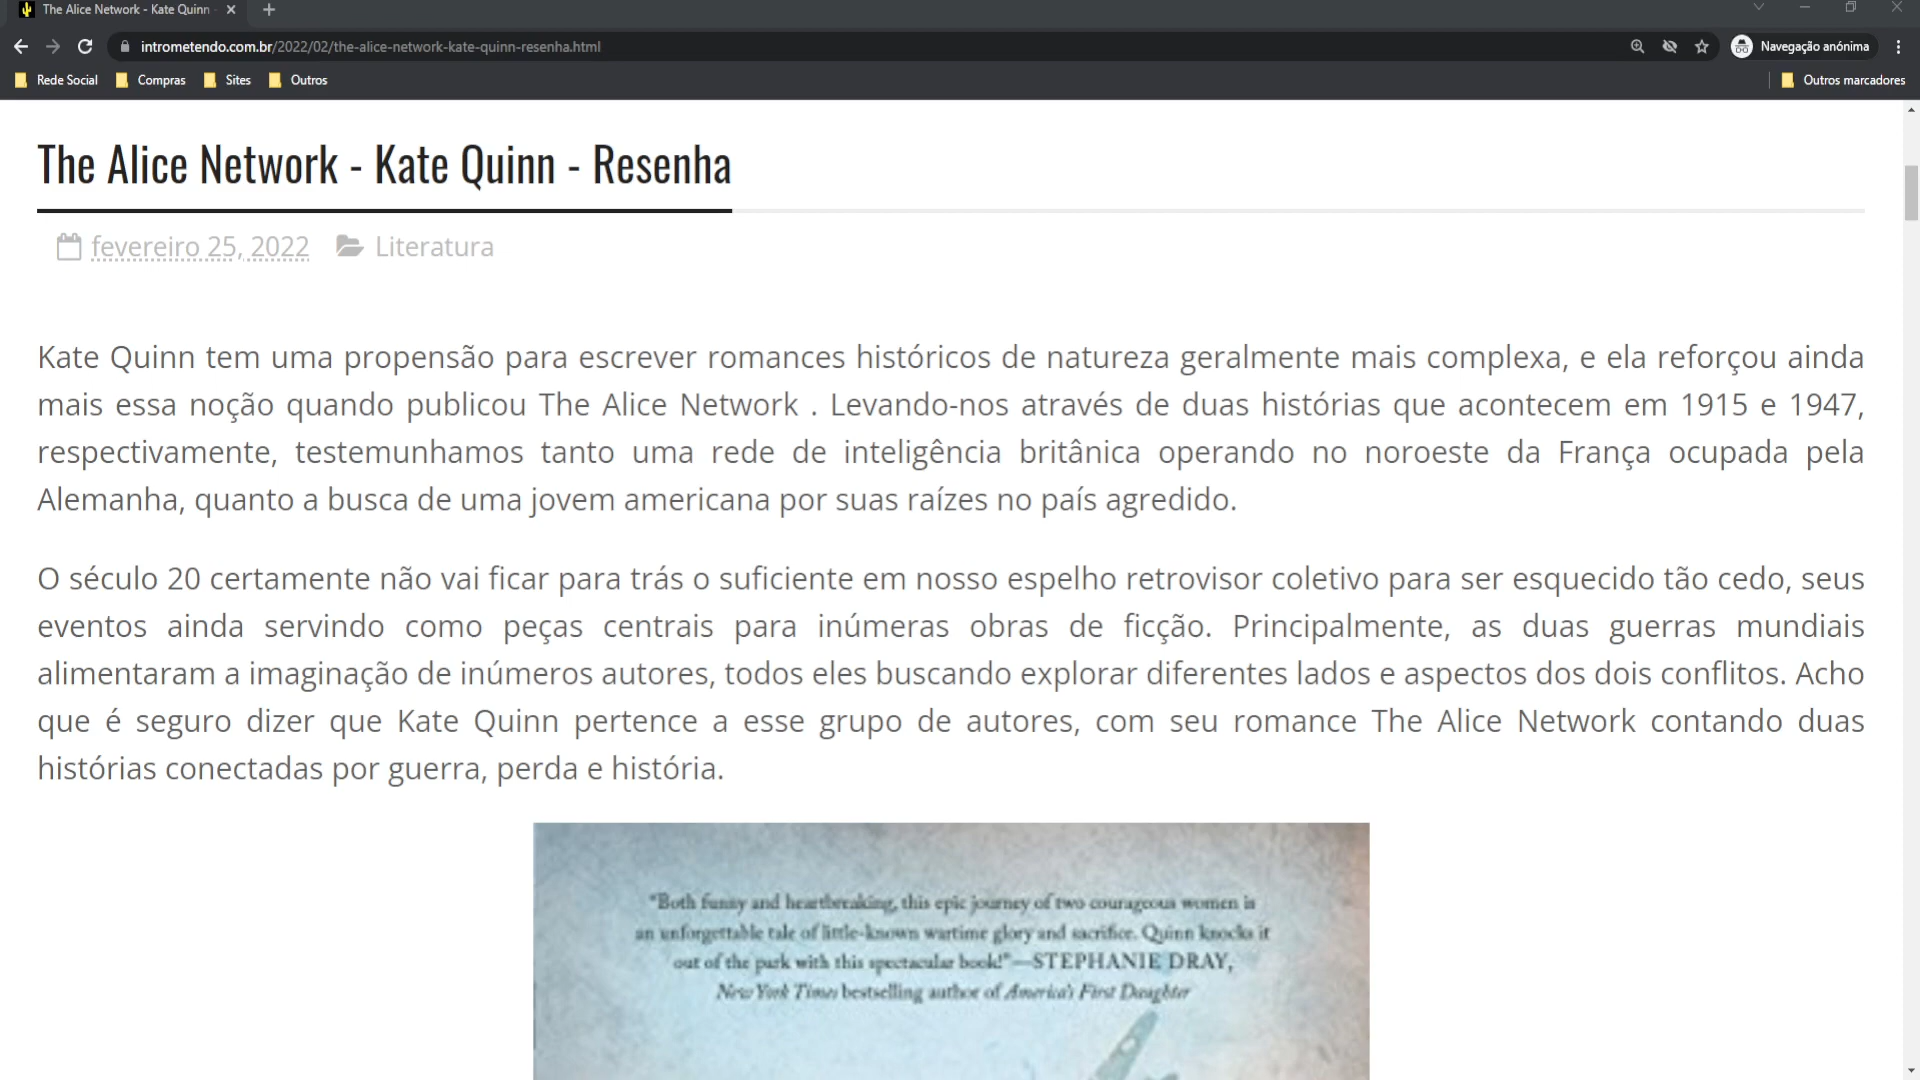 The Alice Network - Kate Quinn
intrometendo.com.br/2022/02/the-alice-network-kate-quinn-resenha.html
Navegação anónima
Rede Social
Compras
Sites
Outros
Outros marcadores
The Alice Network - Kate Quinn - Resenha
fevereiro 25, 2022
Literatura
Kate Quinn tem uma propensão para escrever romances históricos de natureza geralmente mais complexa, e ela reforçou ainda
mais essa noção quando publicou The Alice Network . Levando-nos através de duas histórias que acontecem em 1915 e 1947,
respectivamente, testemunhamos tanto uma rede de inteligência britânica operando no noroeste da França ocupada pela
Alemanha, quanto a busca de uma jovem americana por suas raízes no país agredido.
O século 20 certamente não vai ficar para trás o suficiente em nosso espelho retrovisor coletivo para ser esquecido tão cedo, seus
eventos ainda servindo como peças centrais para inúmeras obras de ficção. Principalmente, as duas guerras mundiais
alimentaram a imaginação de inúmeros autores, todos eles buscando explorar diferentes lados e aspectos dos dois conflitos. Acho
que é seguro dizer que Kate Quinn pertence a esse grupo de autores, com seu romance The Alice Network contando duas
histórias conectadas por guerra, perda e história.
"Both funny and heartbreaking, this epic journey of two courageous women is
an unforgettable tale of little-known wartime glory and sacrifice. Quinn knocks it
out of the park with this spectacular book!"—STEPHANIE DRAY,
New York Times bestselling author of America's First Daughter